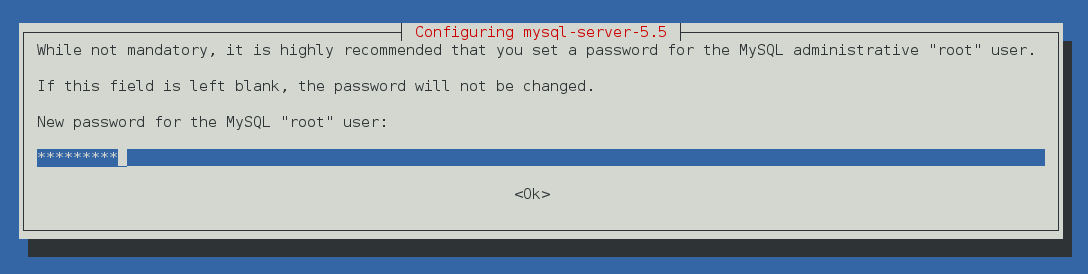 Configuring mysql-server-5.5
While not mandatory, it is highly recommended that you set a password for the MySQL administrative "root" user.
If this field is left blank, the password will not be changed.
New password for the MySQL "root" user:
*********
<Ok>